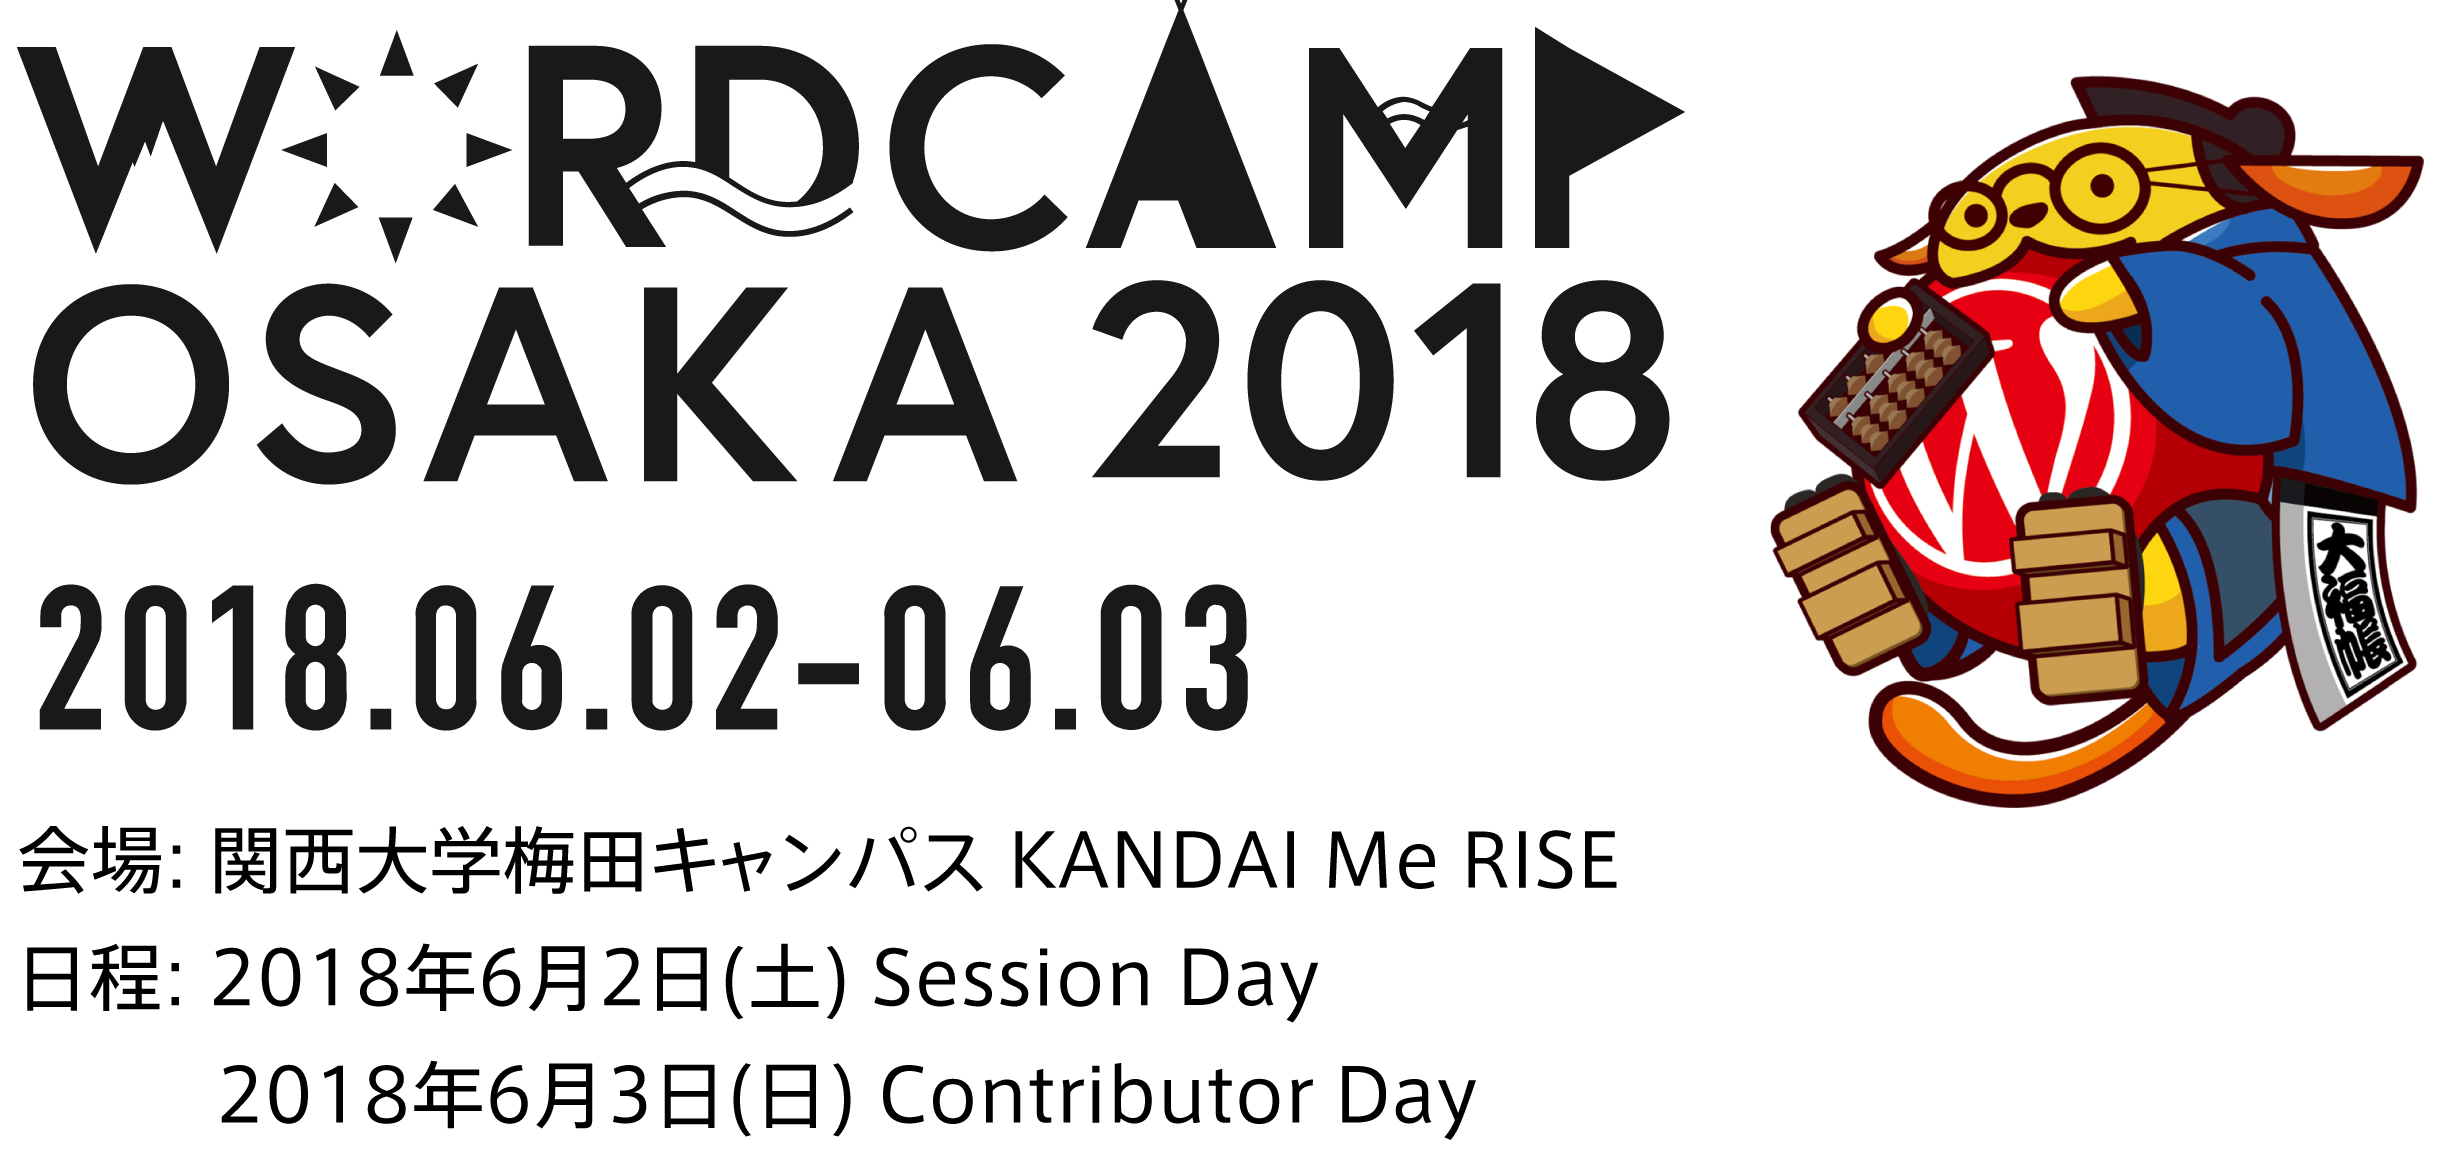 WORDCAMP
OSAKA 2018
2018.06.02-06.03
会場: 関西大学梅田キャンパス KANDAI Me RISE
日程: 2018年6月2日(土) Session Day
2018年6月3日(日) Contributor Day
大福帳
W